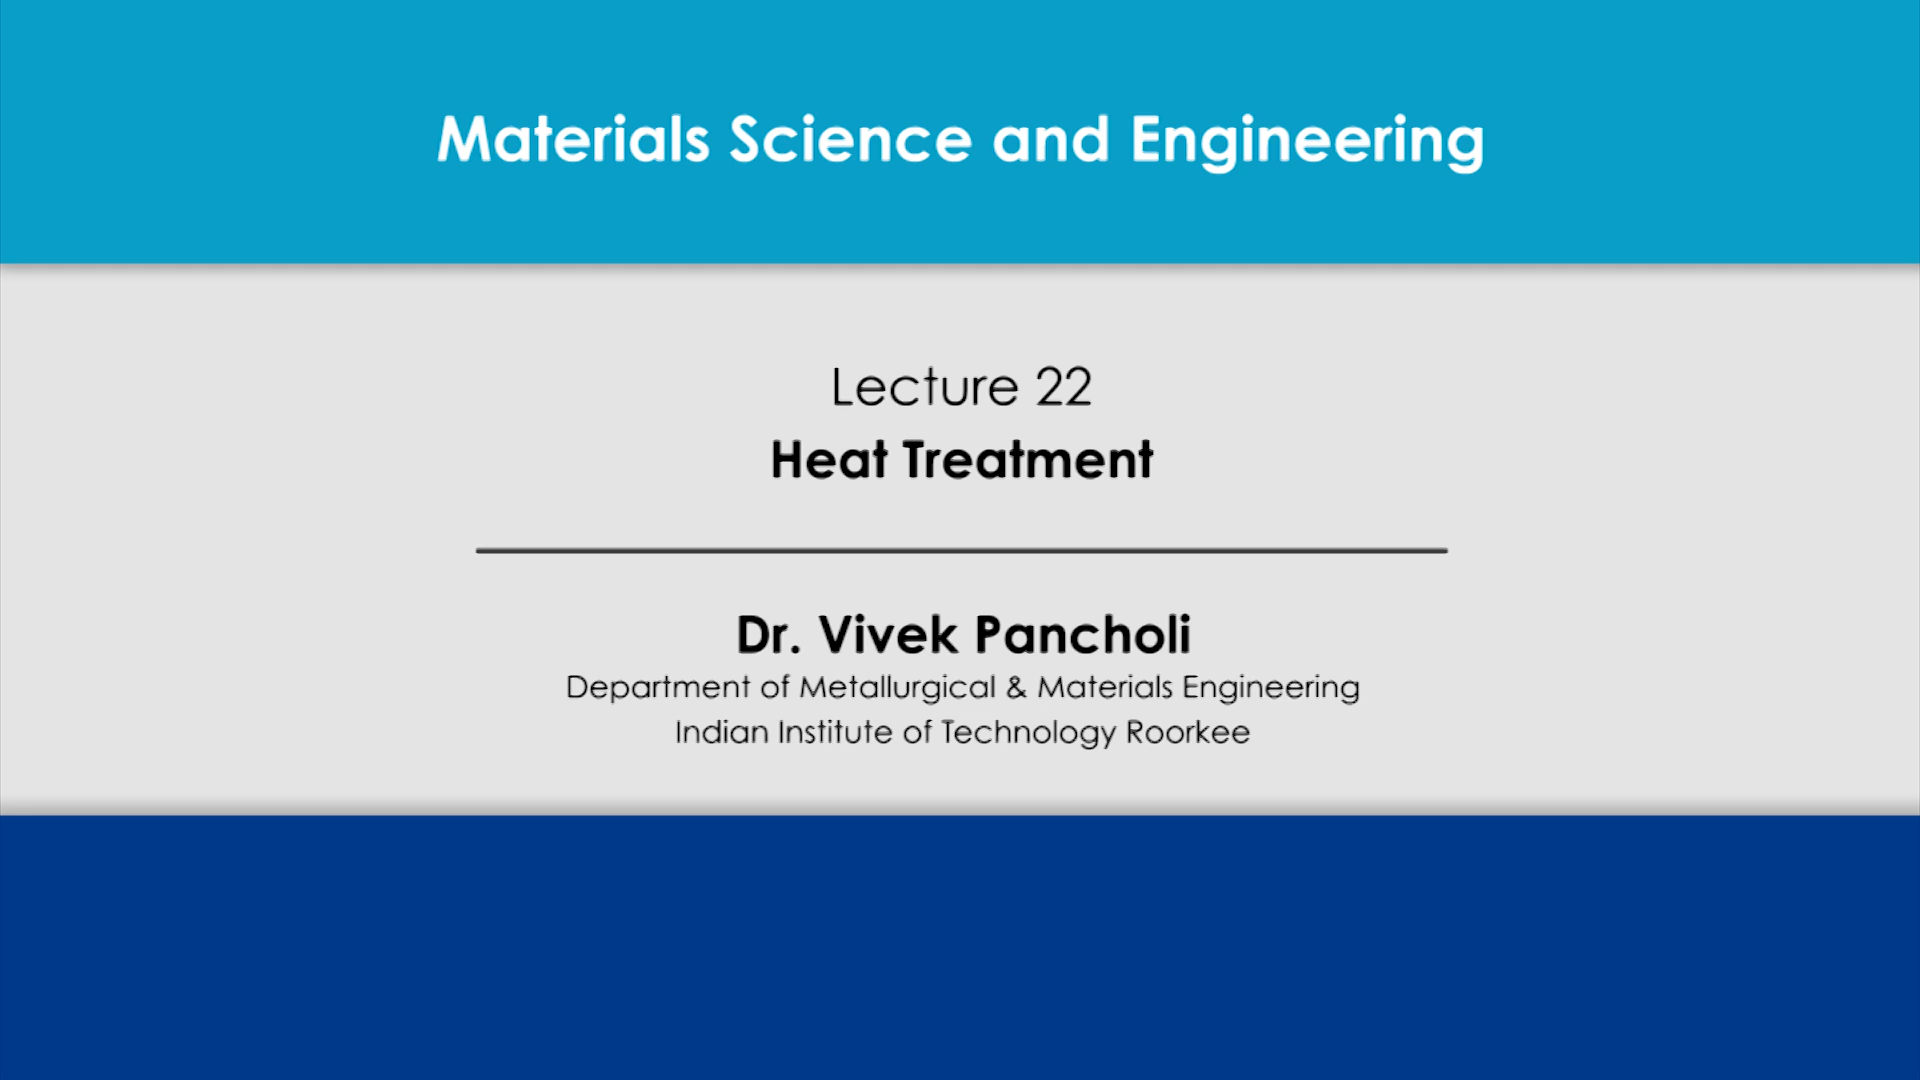 Materials Science and Engineering
Lecture 22
Heat Treatment
Dr. Vivek Pancholi
Department of Metallurgical & Materials Engineering
Indian Institute of Technology Roorkee